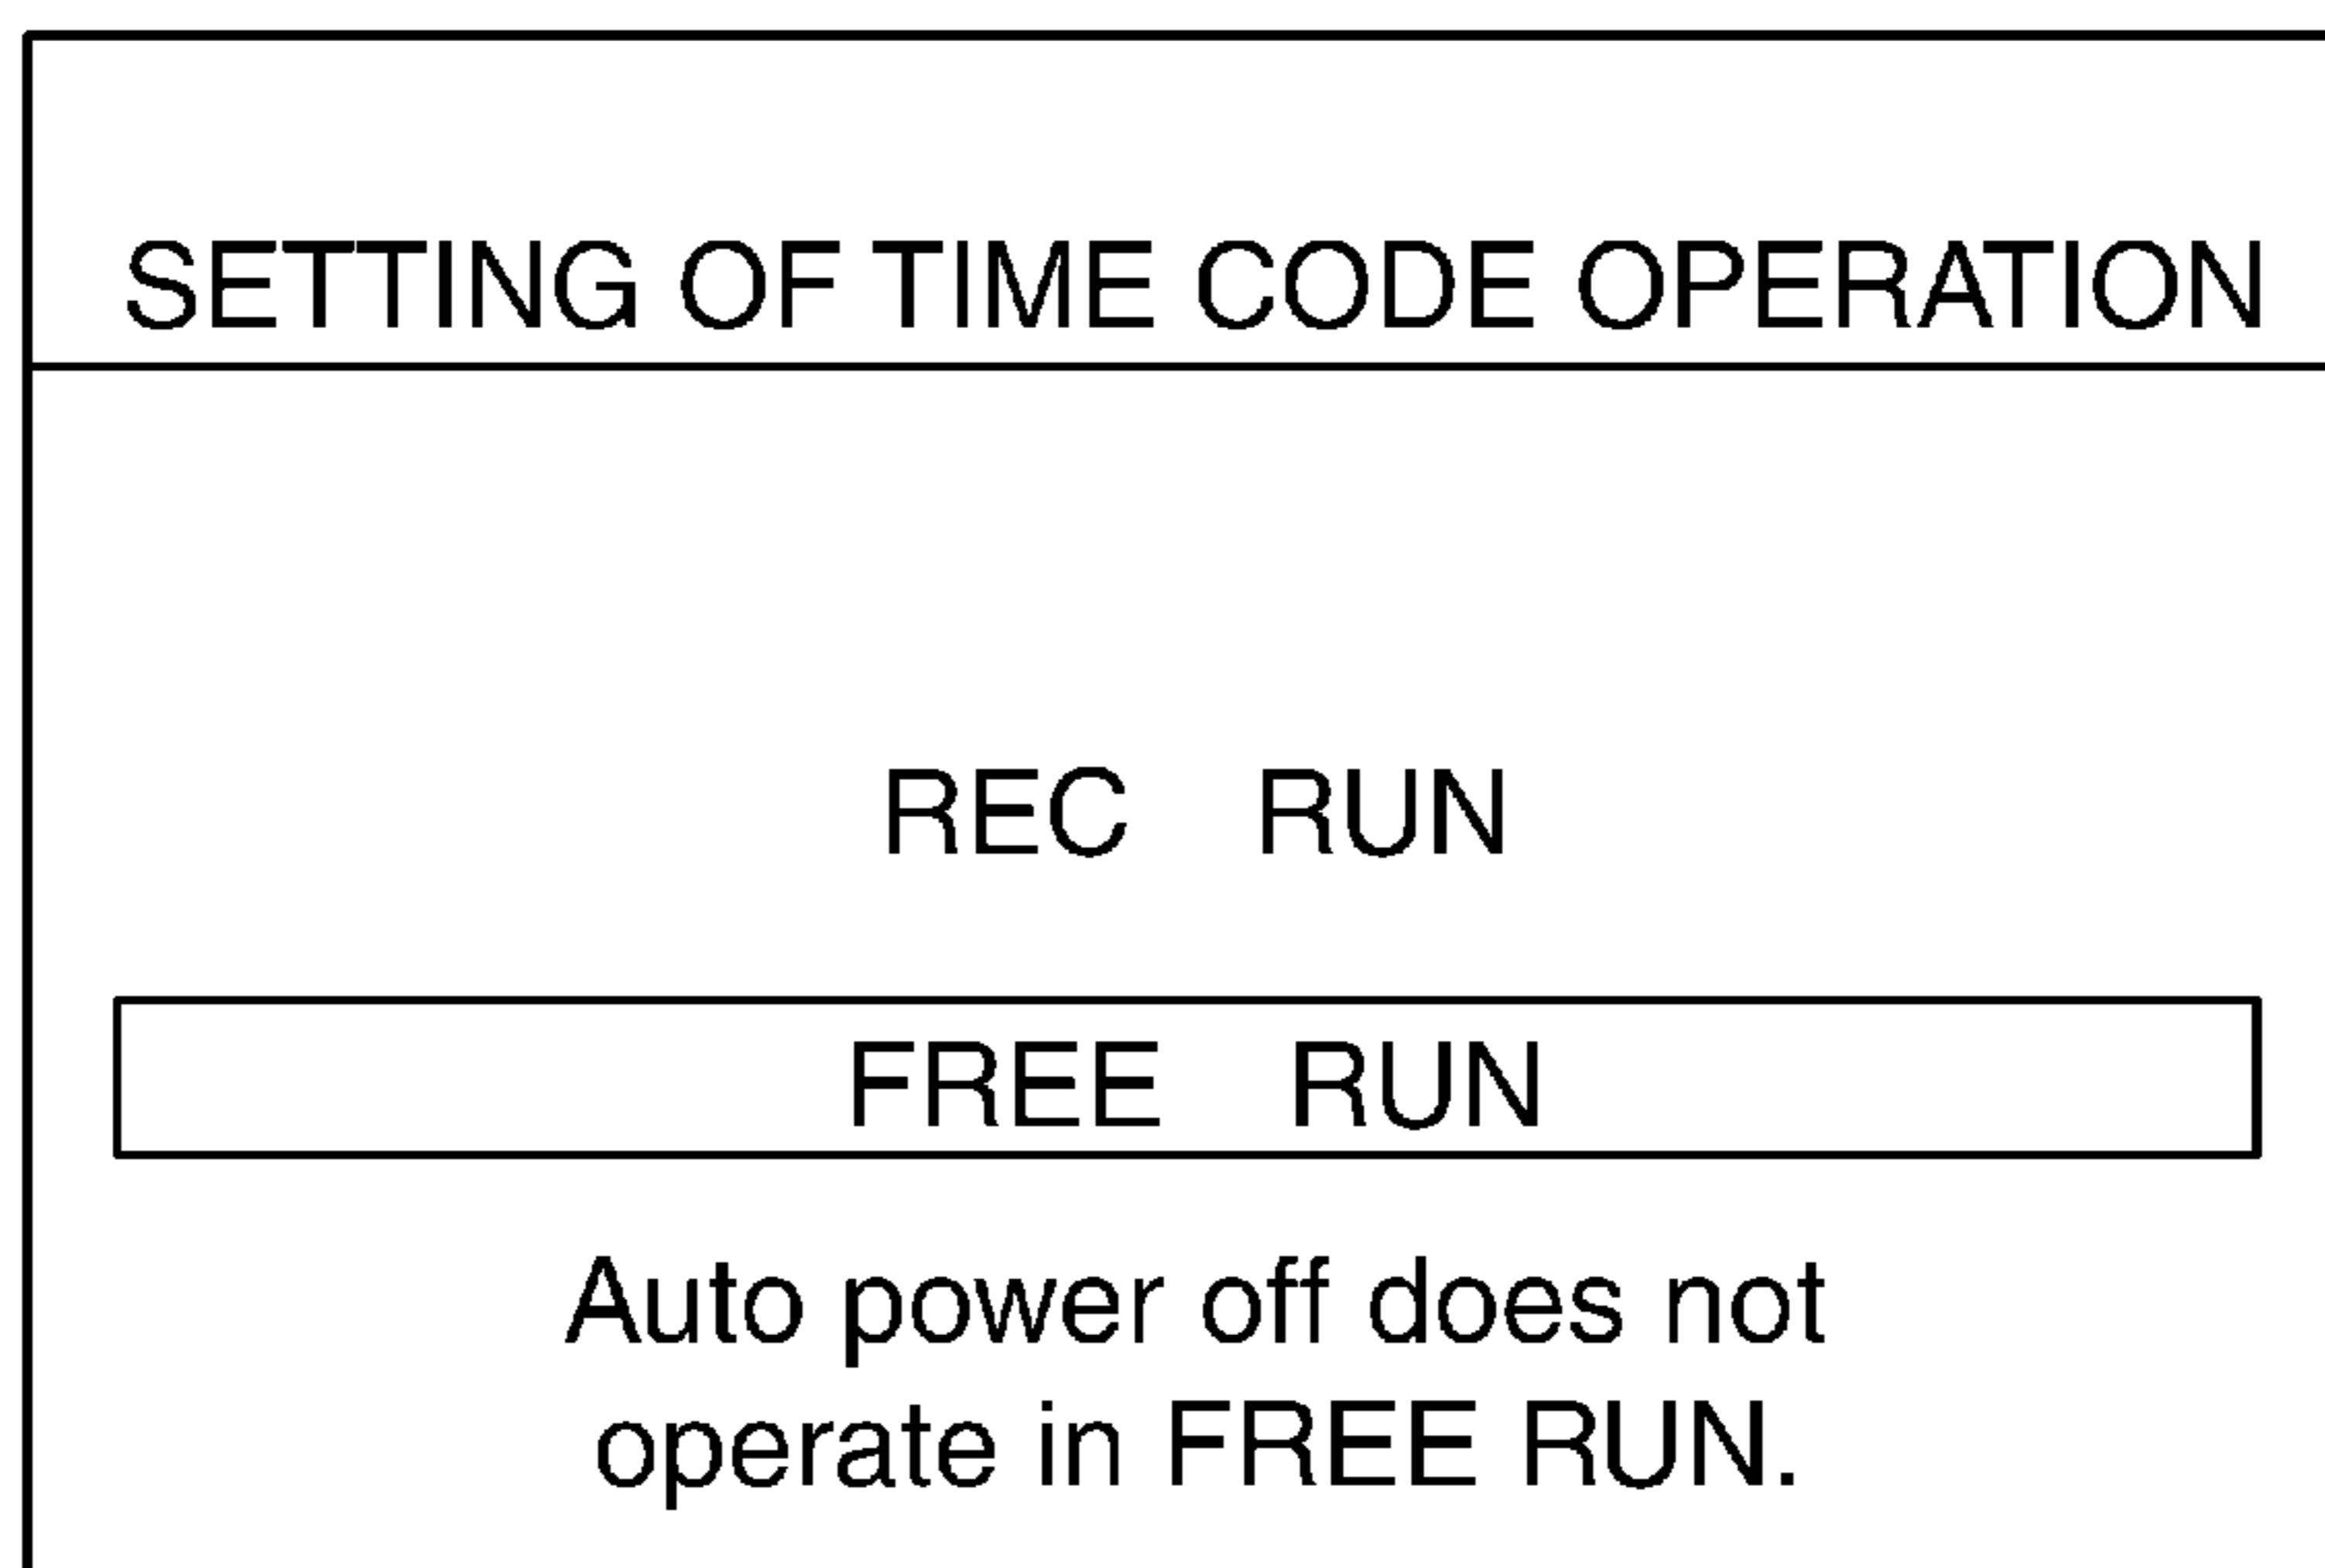 SETTING OF TIME CODE OPERATION
REC RUN
FREE RUN
Auto power off does not
operate in FREE RUN.